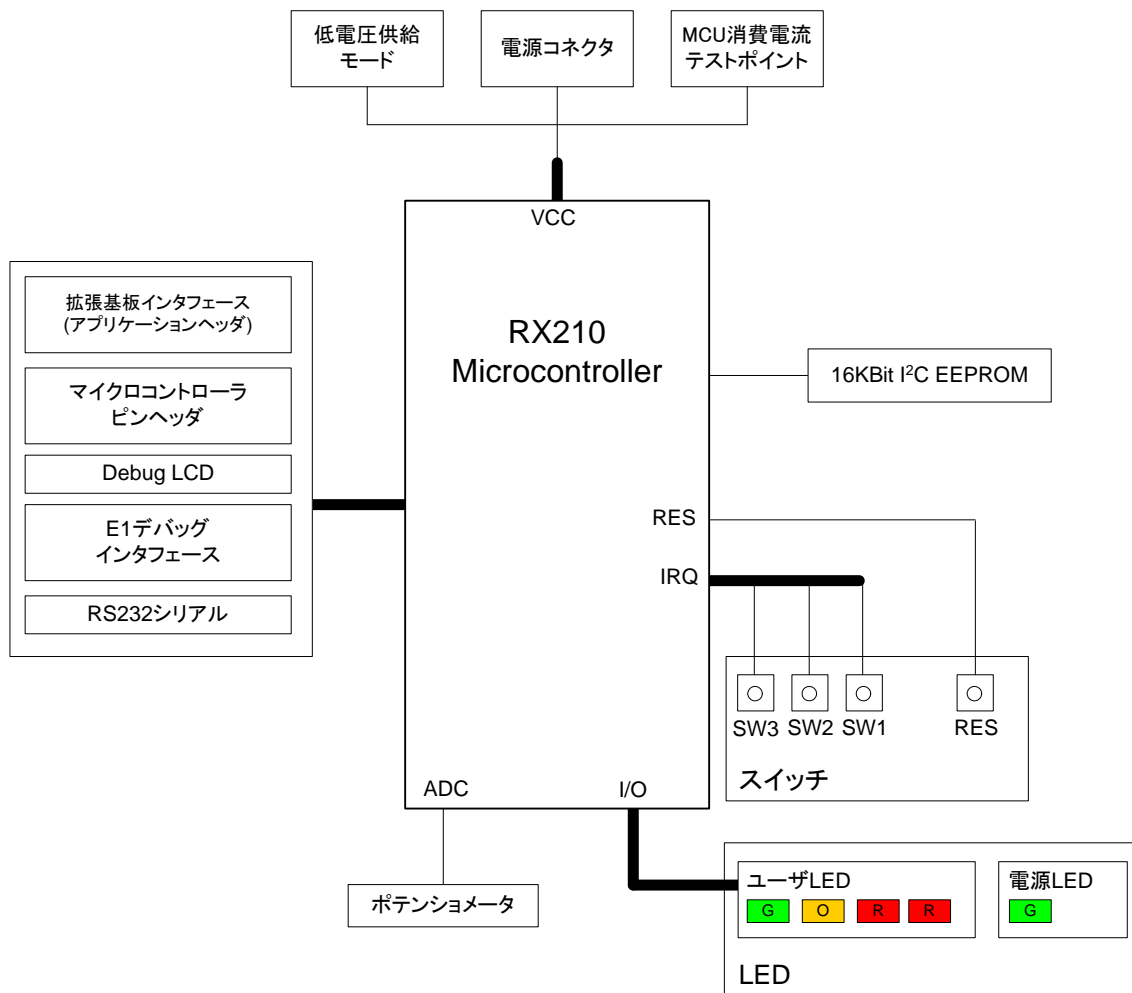 低電圧供給
モード
電源コネクタ
MCU消費電流
テストポイント
VCC
RX210
Microcontroller
拡張基板インタフェース
(アプリケーションヘッダ)
マイクロコントローラ
ピンヘッダ
Debug LCD
E1デバッグ
インタフェース
RS232シリアル
16KBit I²C EEPROM
RES
IRQ
SW3 SW2 SW1 RES
スイッチ
ADC I/O
ポテンショメータ
ユーザLED
G O R R
電源LED
G
LED